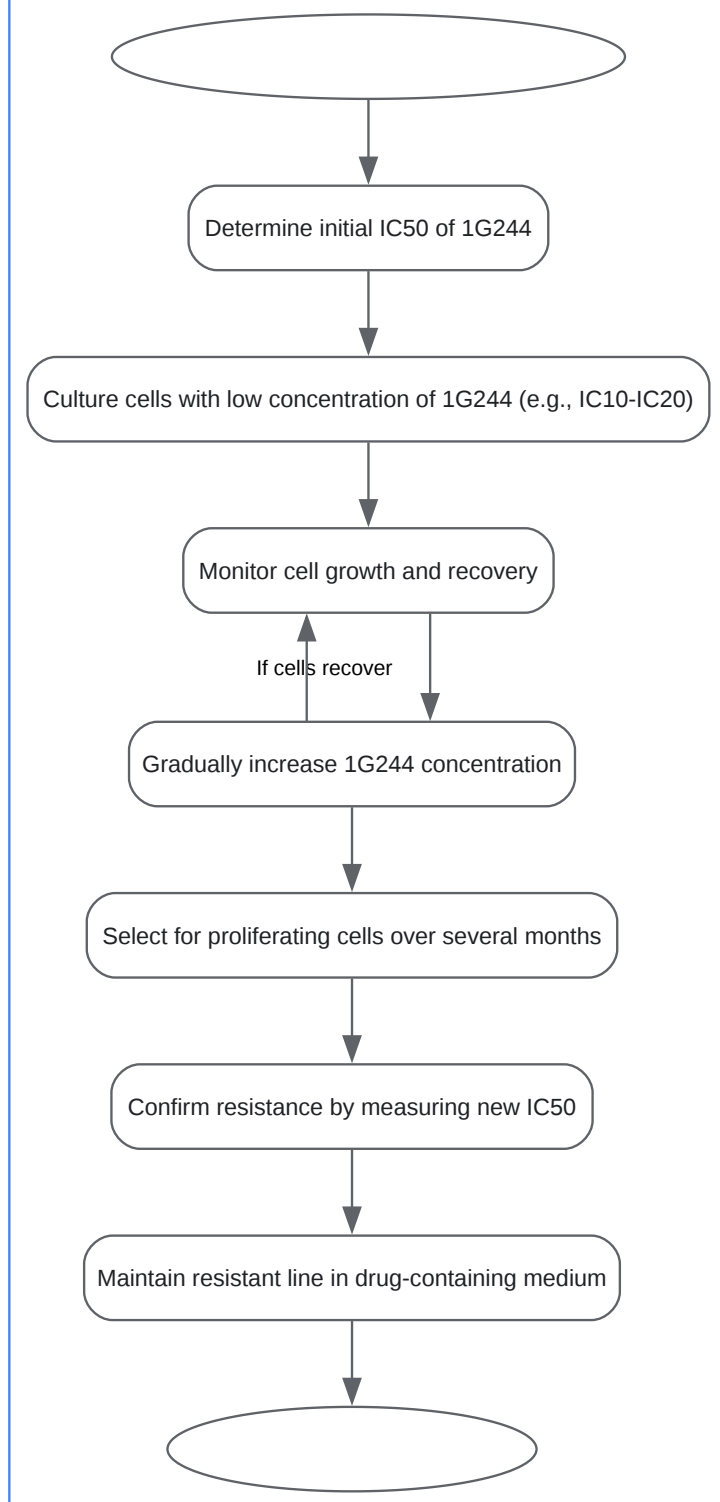 Determine initial IC50 of 1G244
Culture cells with low concentration of 1G244 (e.g., IC10-IC20)
Monitor cell growth and recovery
If cells recover
Gradually increase 1G244 concentration
Select for proliferating cells over several months
Confirm resistance by measuring new IC50
Maintain resistant line in drug-containing medium